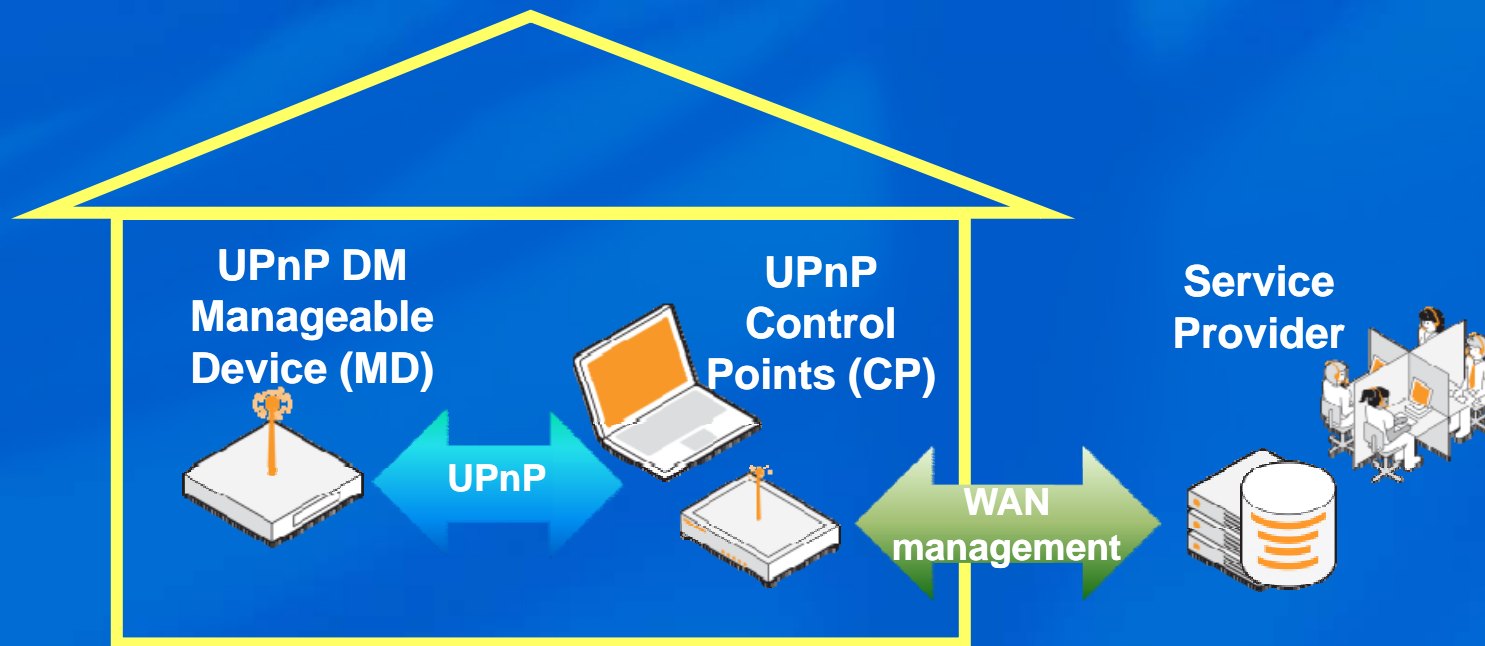 UPnP DM
Manageable
Device (MD)
UPnP
Control
Points (CP)
Service
Provider
UPnP
WAN
management